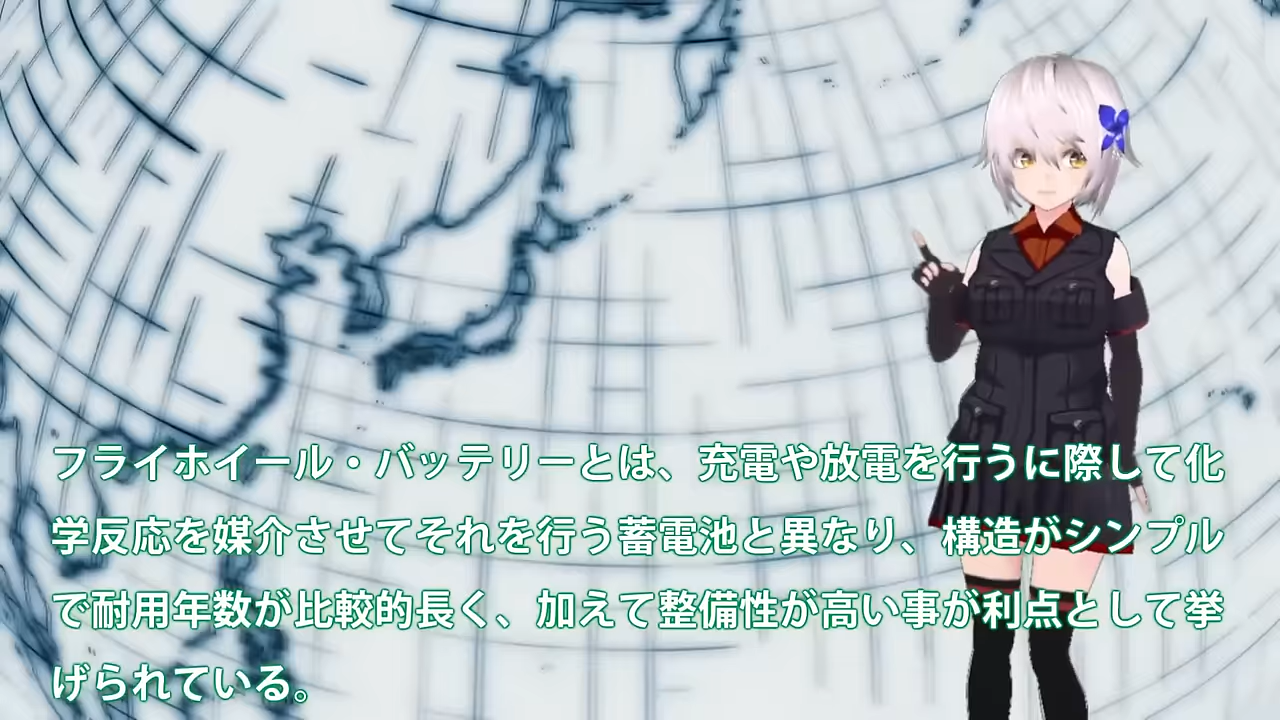 フライホイール・バッテリーとは、充電や放電を行うに際して化
学反応を媒介させてそれを行う蓄電池と異なり、構造がシンプル
で耐用年数が比較的長く、加えて整備性が高い事が利点として挙
げられている。